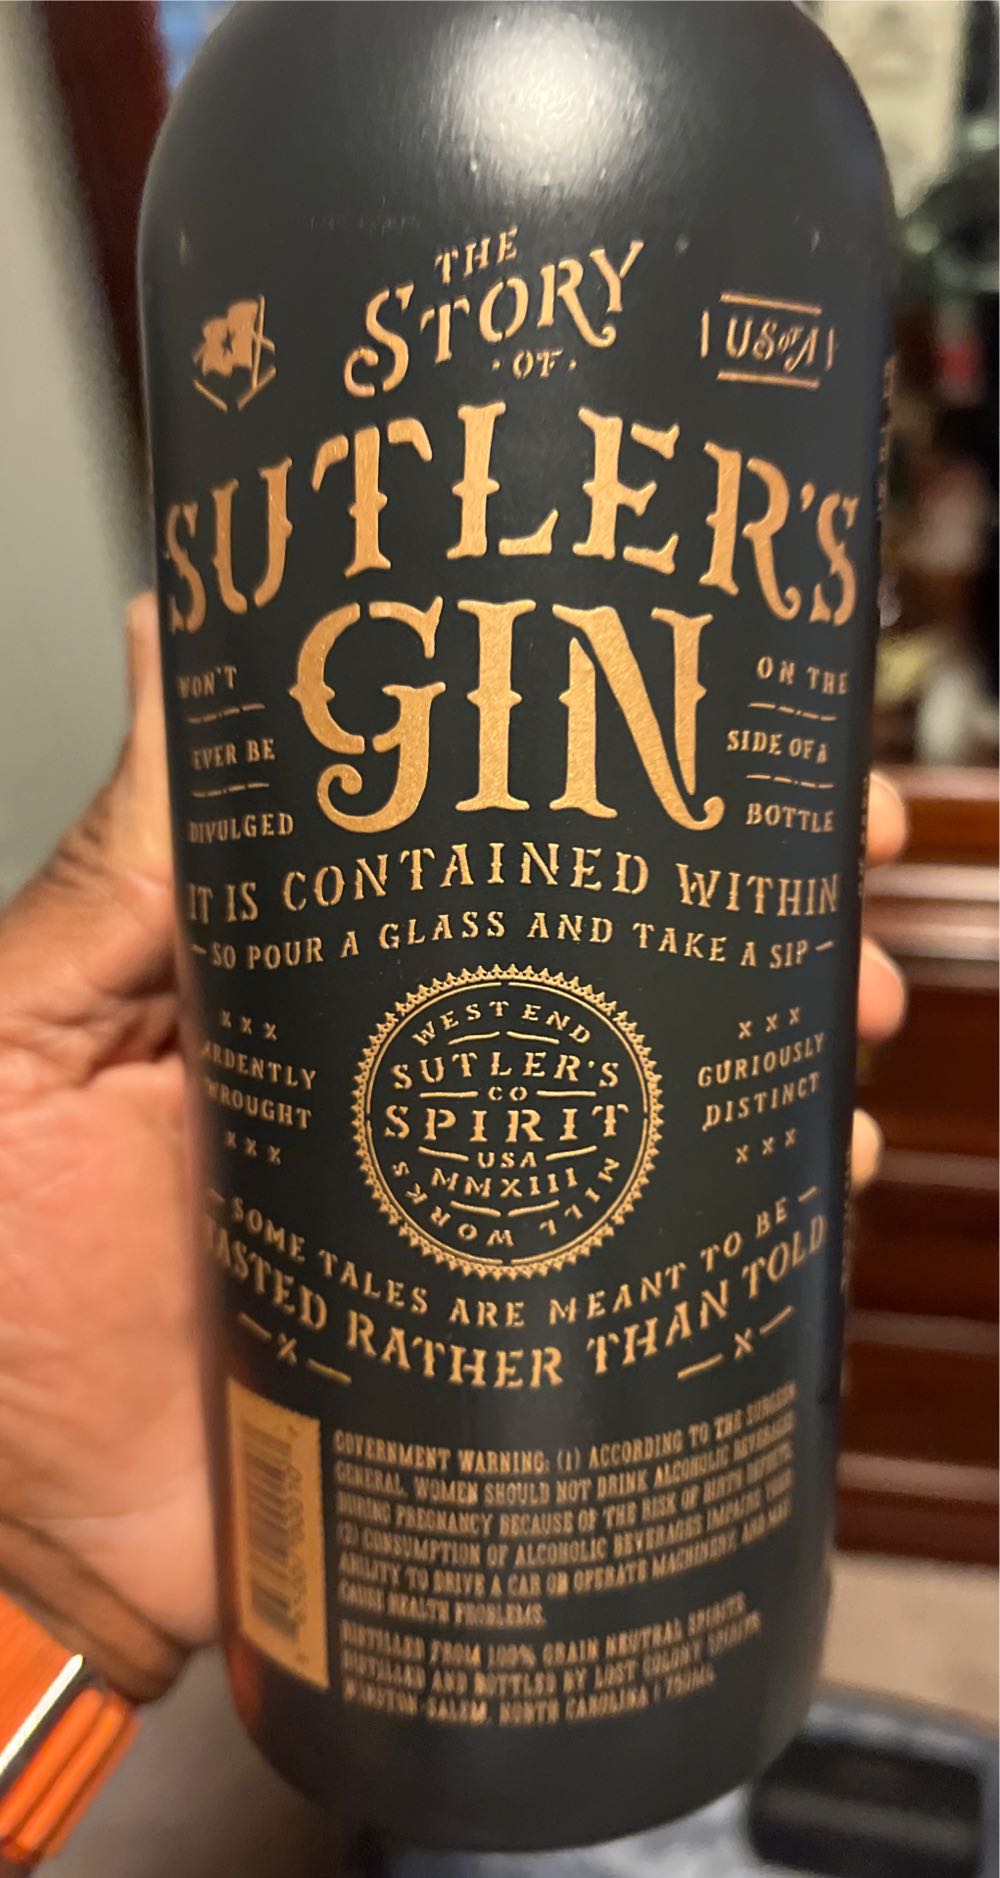 THE
STORY
· OF ·
US of A
SUTLER'S
GIN
WON'T
EVER BE
DIVULGED
ON THE
SIDE OF A
BOTTLE
IT IS CONTAINED WITHIN
— SO POUR A GLASS AND TAKE A SIP —
X X X
ARDENTLY
WROUGHT
X X X
WEST END
SUTLER'S
CO
SPIRIT
USA
MMXIII
MILL WORKS
X X X
CURIOUSLY
DISTINCT
X X X
— SOME TALES ARE MEANT TO BE —
TASTED RATHER THAN TOLD
— X —
— X —
GOVERNMENT WARNING: (1) ACCORDING TO THE SURGEON
GENERAL, WOMEN SHOULD NOT DRINK ALCOHOLIC BEVERAGES
DURING PREGNANCY BECAUSE OF THE RISK OF BIRTH DEFECTS.
(2) CONSUMPTION OF ALCOHOLIC BEVERAGES IMPAIRS YOUR
ABILITY TO DRIVE A CAR OR OPERATE MACHINERY, AND MAY
CAUSE HEALTH PROBLEMS.
DISTILLED FROM 100% GRAIN NEUTRAL SPIRITS
DISTILLED AND BOTTLED BY LOST COLONY SPIRITS
WINSTON-SALEM, NORTH CAROLINA | 750ML